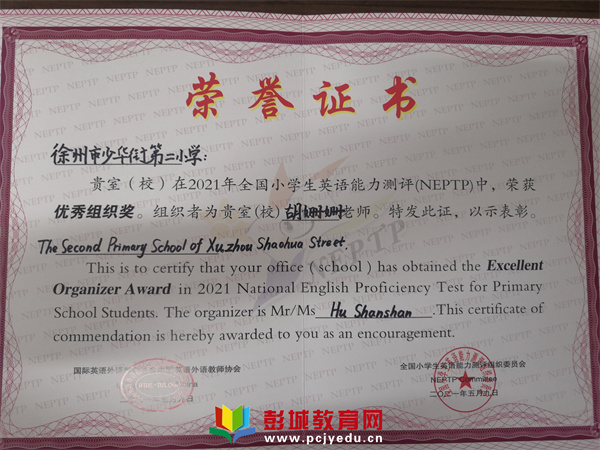 荣誉证书
徐州市少华街第二小学:
贵室(校)在2021年全国小学生英语能力测评(NEPTP)中，荣获
优秀组织奖。组织者为贵室(校)胡姗姗老师。特发此证，以示表彰。
The Second Primary School of Xuzhou Shaohua Street.
This is to certify that your office ( school ) has obtained the Excellent
Organizer Award in 2021 National English Proficiency Test for Primary
School Students. The organizer is Mr/Ms Hu Shanshan .This certificate of
commendation is hereby awarded to you as an encouragement.
全国小学生英语能力测评组织委员会
NEPTP Committee
二〇二一年五月九日
彭城教育网
www.pcjyedu.cn